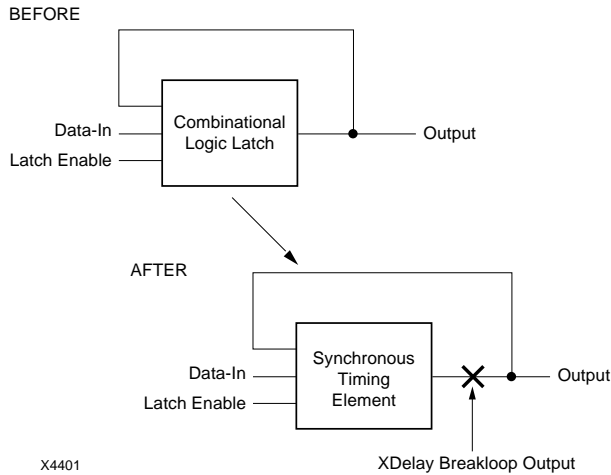 BEFORE
Combinational
Logic Latch
Data-In
Latch Enable
Output
AFTER
Synchronous
Timing
Element
Data-In
Latch Enable
Output
X4401
XDelay Breakloop Output